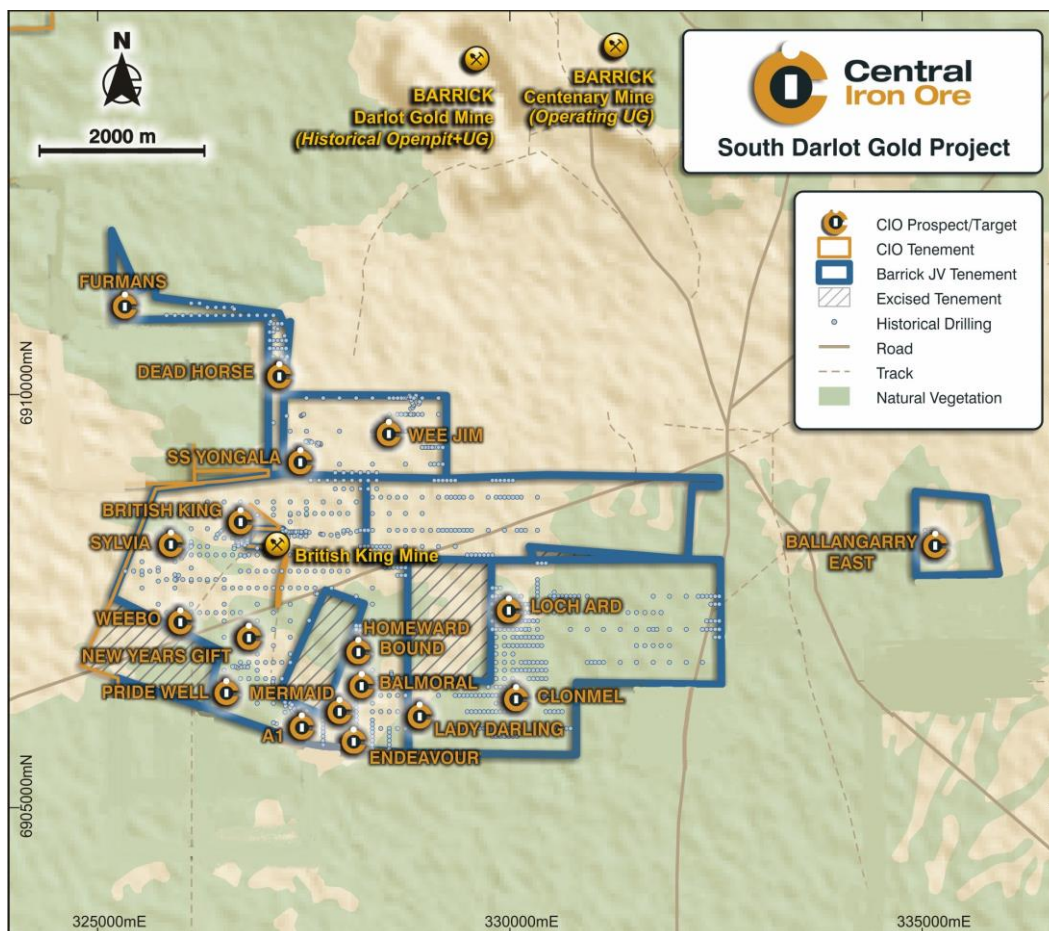 N
2000 m
BARRICK
Darlot Gold Mine
(Historical Openpit+UG)
BARRICK
Centenary Mine
(Operating UG)
Central
Iron Ore
South Darlot Gold Project
CIO Prospect/Target
CIO Tenement
Barrick JV Tenement
Excised Tenement
Historical Drilling
Road
Track
Natural Vegetation
FURMANS
DEAD HORSE
WEE JIM
SS YONGALA
BRITISH KING
SYLVIA
British King Mine
BALLANGARRY
EAST
WEEBO
LOCH ARD
HOMEWARD
BOUND
NEW YEARS GIFT
PRIDE WELL
MERMAID
BALMORAL
CLONMEL
A1
LADY DARLING
ENDEAVOUR
6910000mN
6905000mN
325000mE
330000mE
335000mE